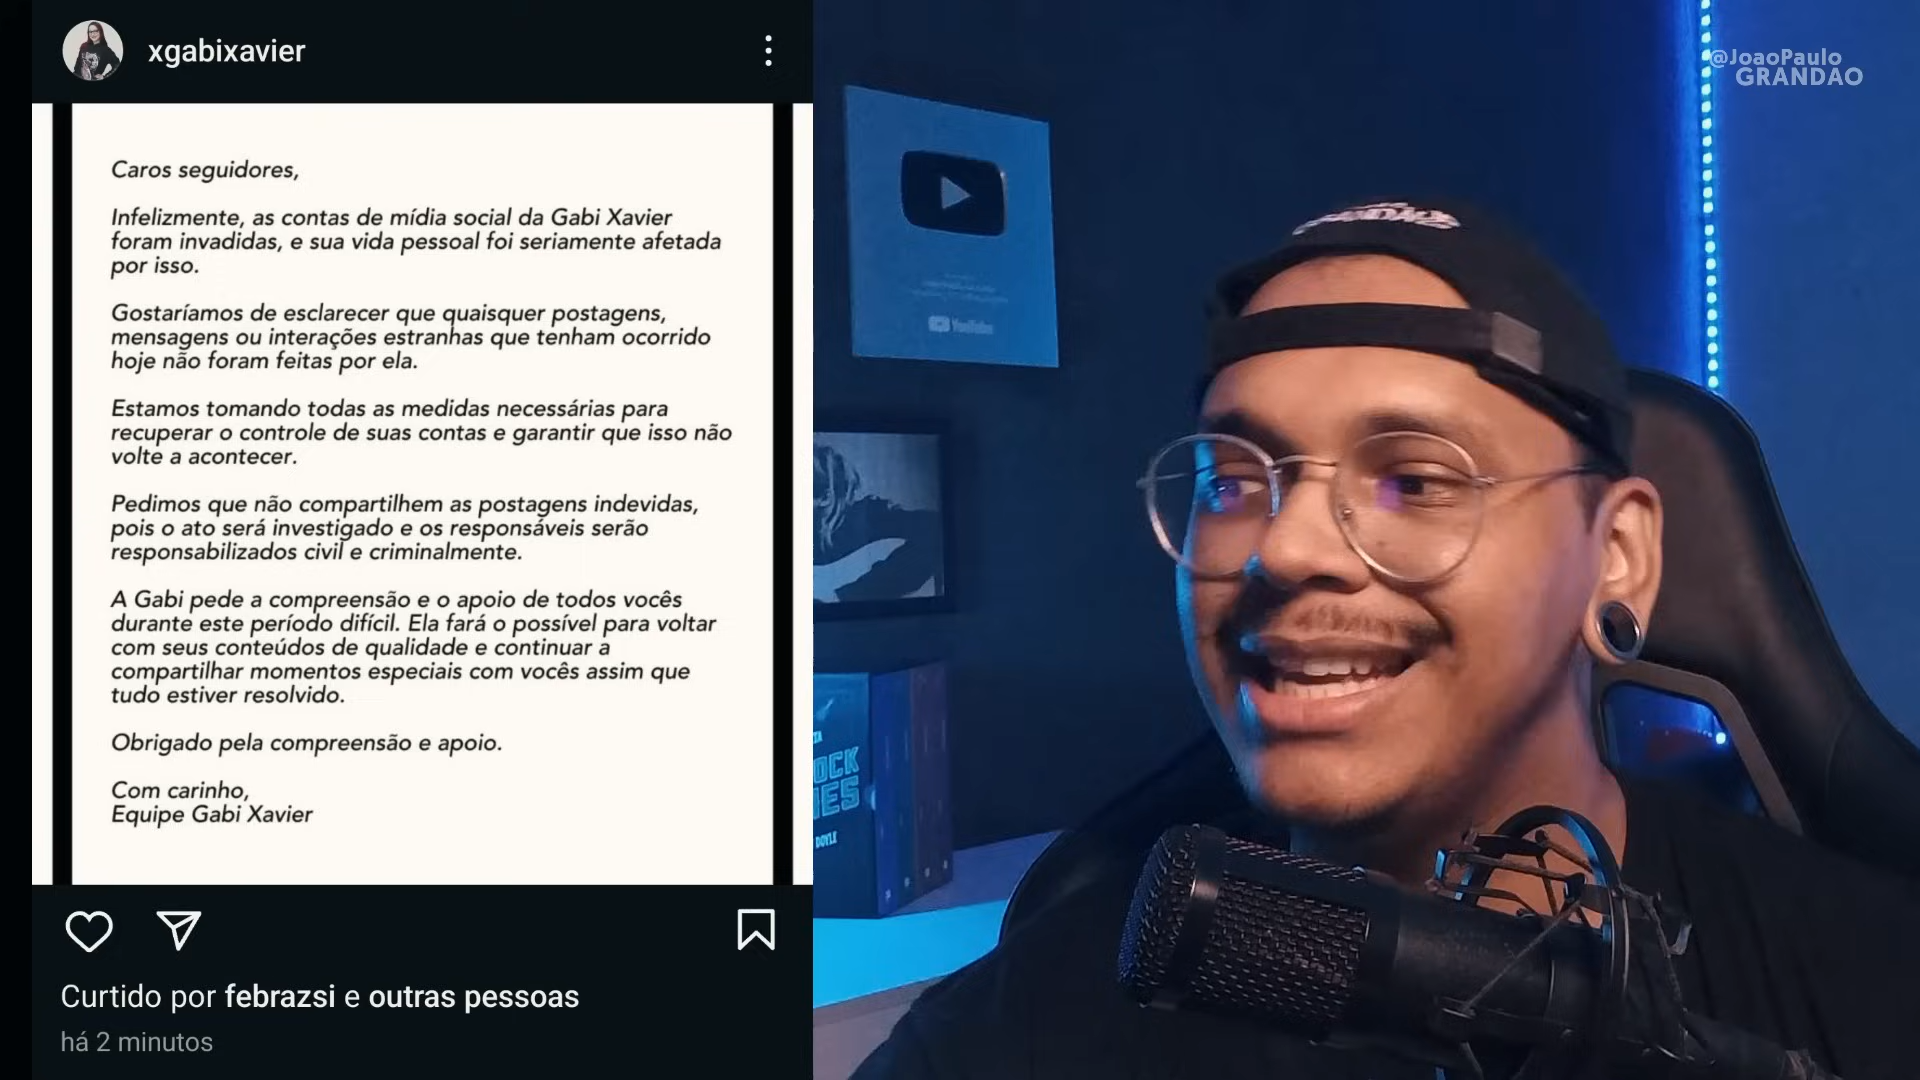 xgabixavier
Caros seguidores,
Infelizmente, as contas de mídia social da Gabi Xavier
foram invadidas, e sua vida pessoal foi seriamente afetada
por isso.
Gostaríamos de esclarecer que quaisquer postagens,
mensagens ou interações estranhas que tenham ocorrido
hoje não foram feitas por ela.
Estamos tomando todas as medidas necessárias para
recuperar o controle de suas contas e garantir que isso não
volte a acontecer.
Pedimos que não compartilhem as postagens indevidas,
pois o ato será investigado e os responsáveis serão
responsabilizados civil e criminalmente.
A Gabi pede a compreensão e o apoio de todos vocês
durante este período difícil. Ela fará o possível para voltar
com seus conteúdos de qualidade e continuar a
compartilhar momentos especiais com vocês assim que
tudo estiver resolvido.
Obrigado pela compreensão e apoio.
Com carinho,
Equipe Gabi Xavier
Curtido por febrazsi e outras pessoas
há 2 minutos
@JoaoPaulo
GRANDAO
YouTube
DOYLE